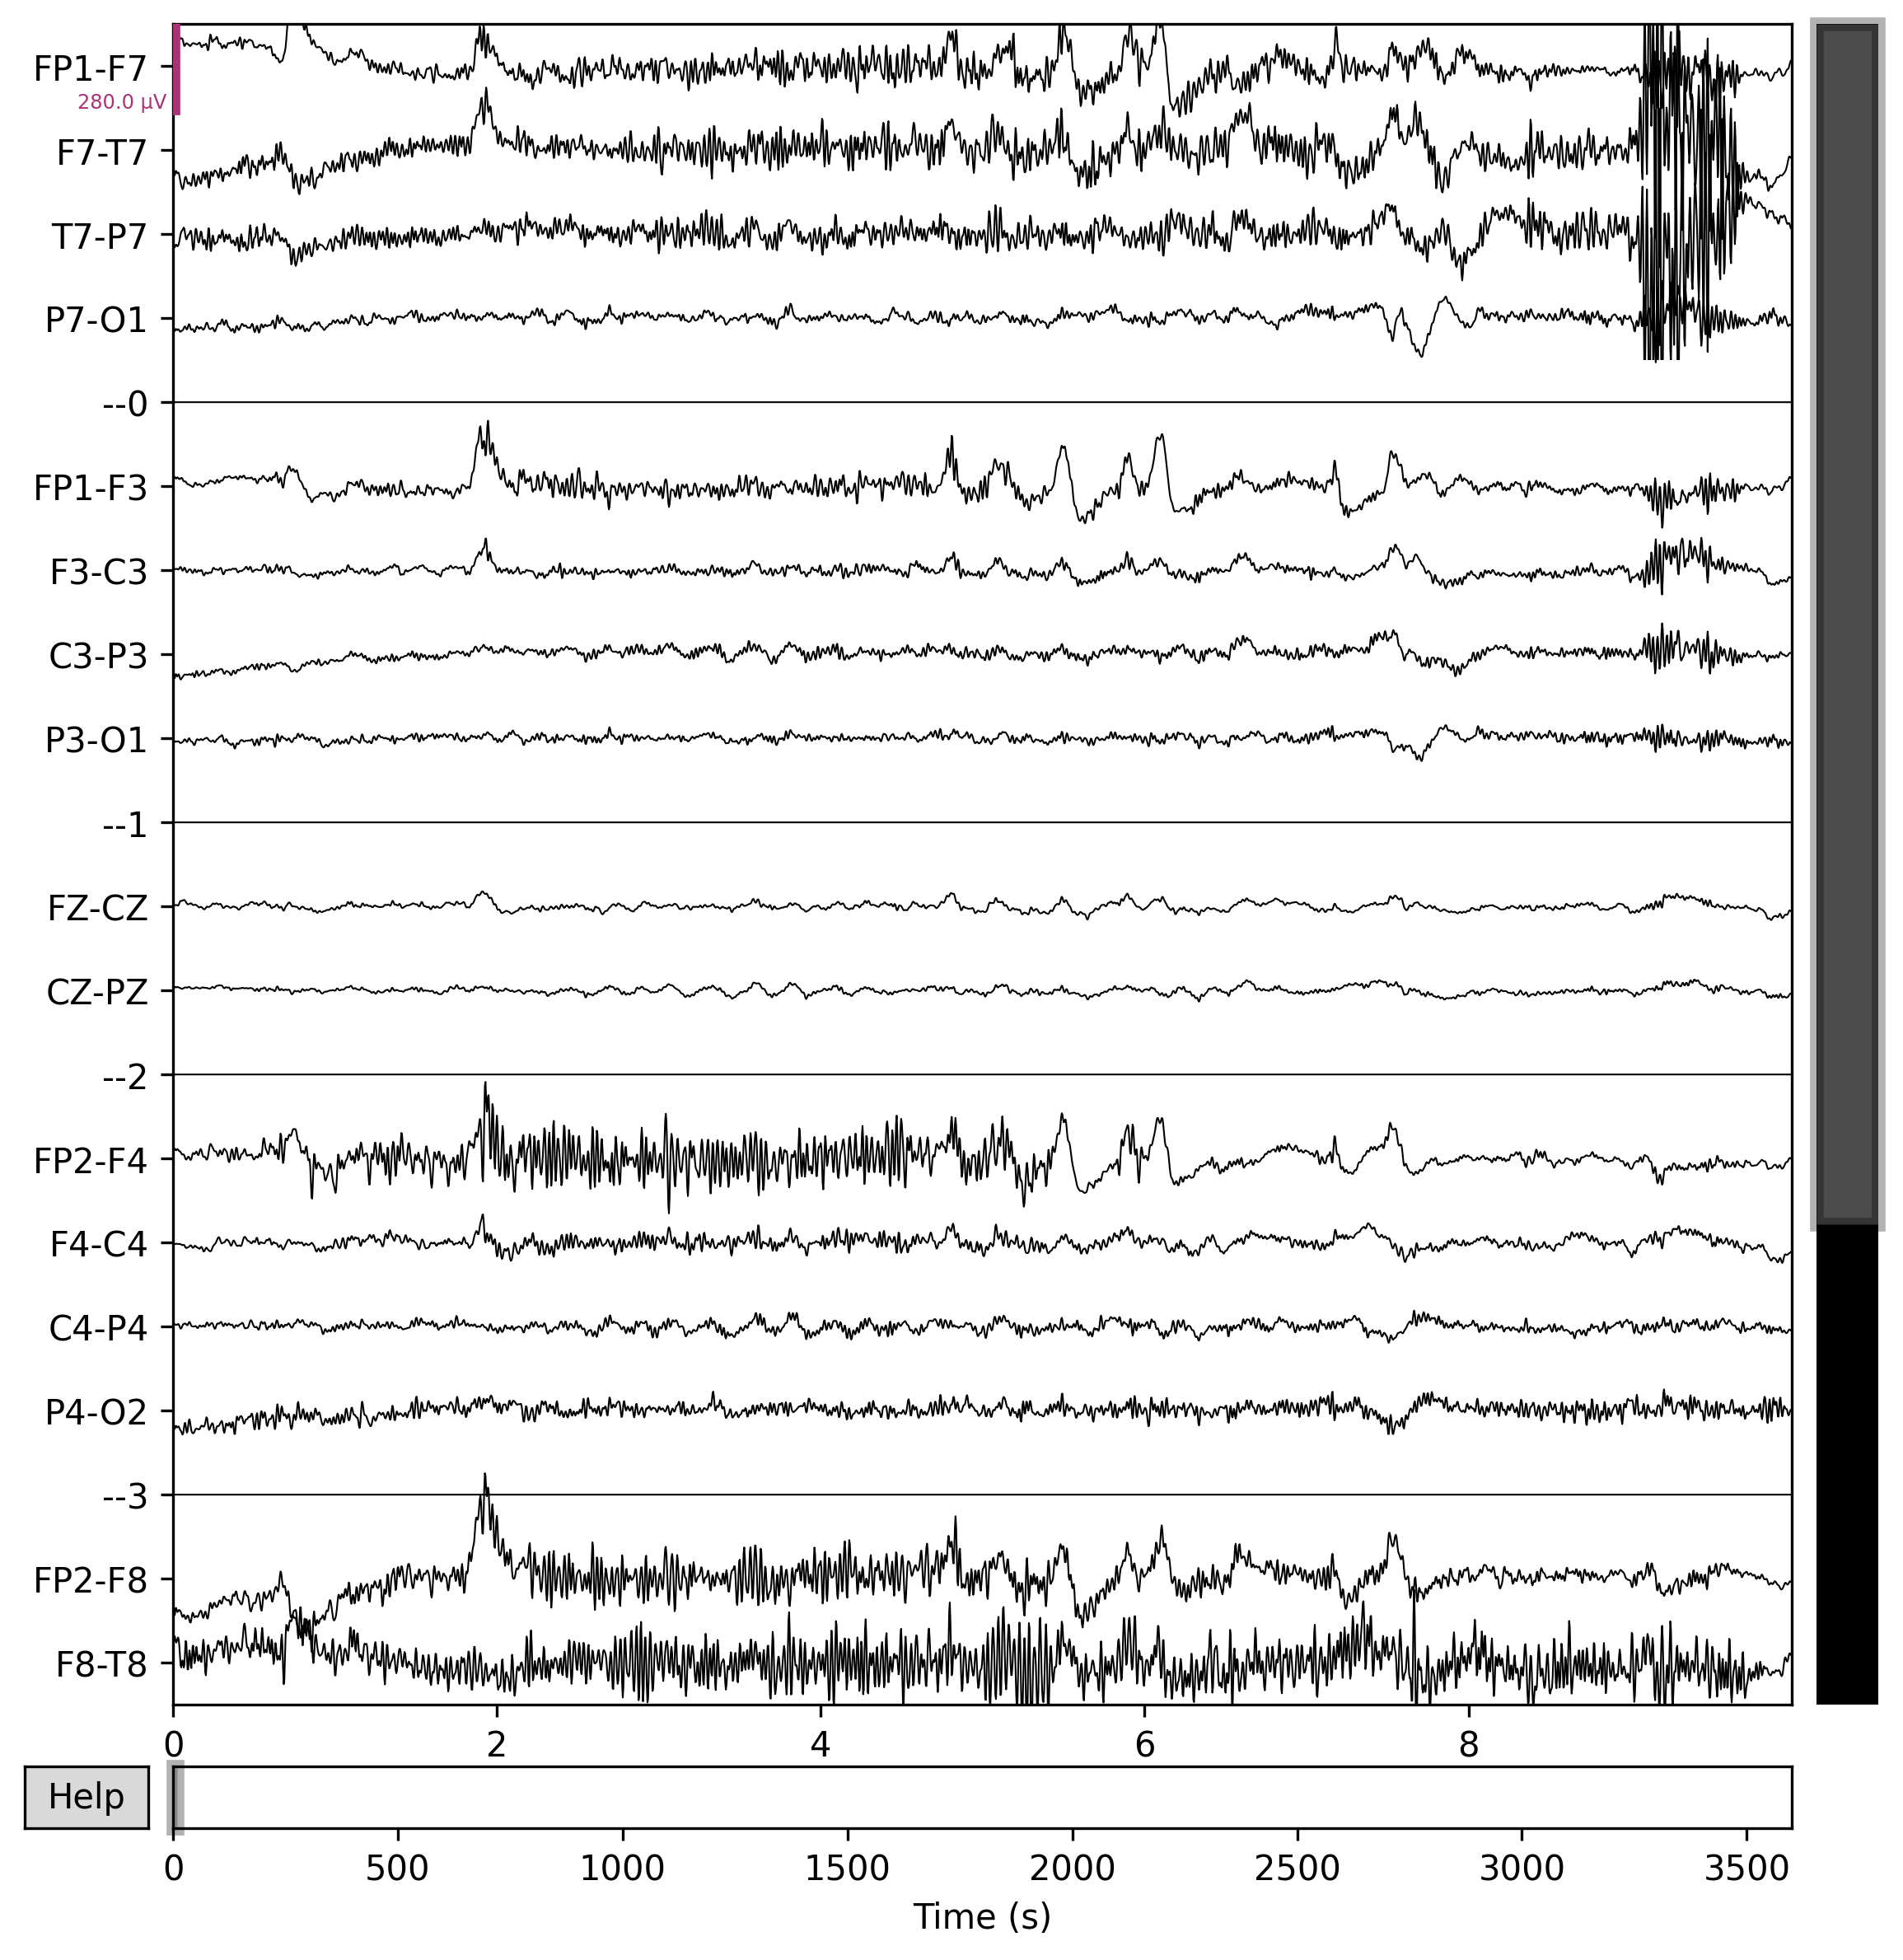 FP1-F7
280.0 µV
F7-T7
T7-P7
P7-O1
--0
FP1-F3
F3-C3
C3-P3
P3-O1
--1
FZ-CZ
CZ-PZ
--2
FP2-F4
F4-C4
C4-P4
P4-O2
--3
FP2-F8
F8-T8
0 2 4 6 8
Help
0 500 1000 1500 2000 2500 3000 3500
Time (s)